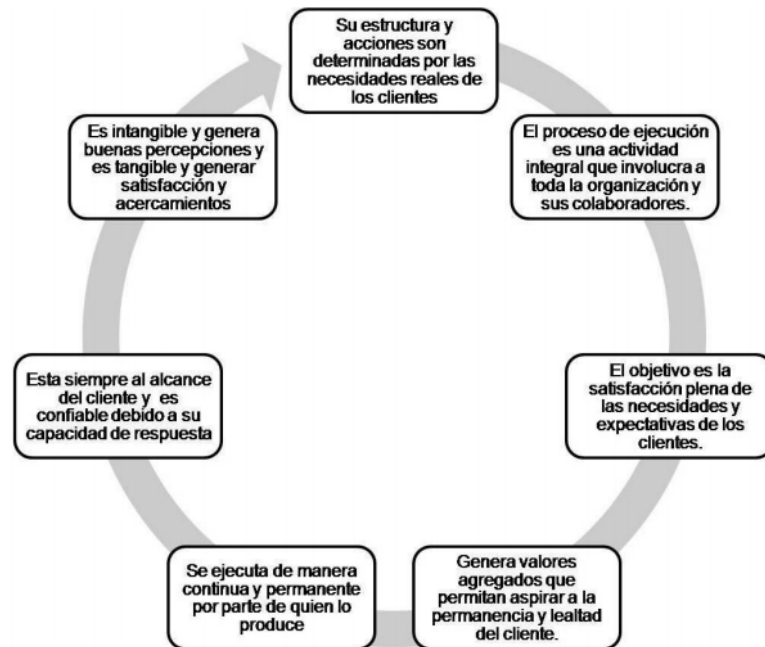 Su estructura y
acciones son
determinadas por las
necesidades reales de
los clientes
El proceso de ejecución
es una actividad
integral que involucra a
toda la organización y
sus colaboradores.
El objetivo es la
satisfacción plena de
las necesidades y
expectativas de los
clientes.
Genera valores
agregados que
permitan aspirar a la
permanencia y lealtad
del cliente.
Se ejecuta de manera
continua y permanente
por parte de quien lo
produce
Esta siempre al alcance
del cliente y es
confiable debido a su
capacidad de respuesta
Es intangible y genera
buenas percepciones y
es tangible y generar
satisfacción y
acercamientos